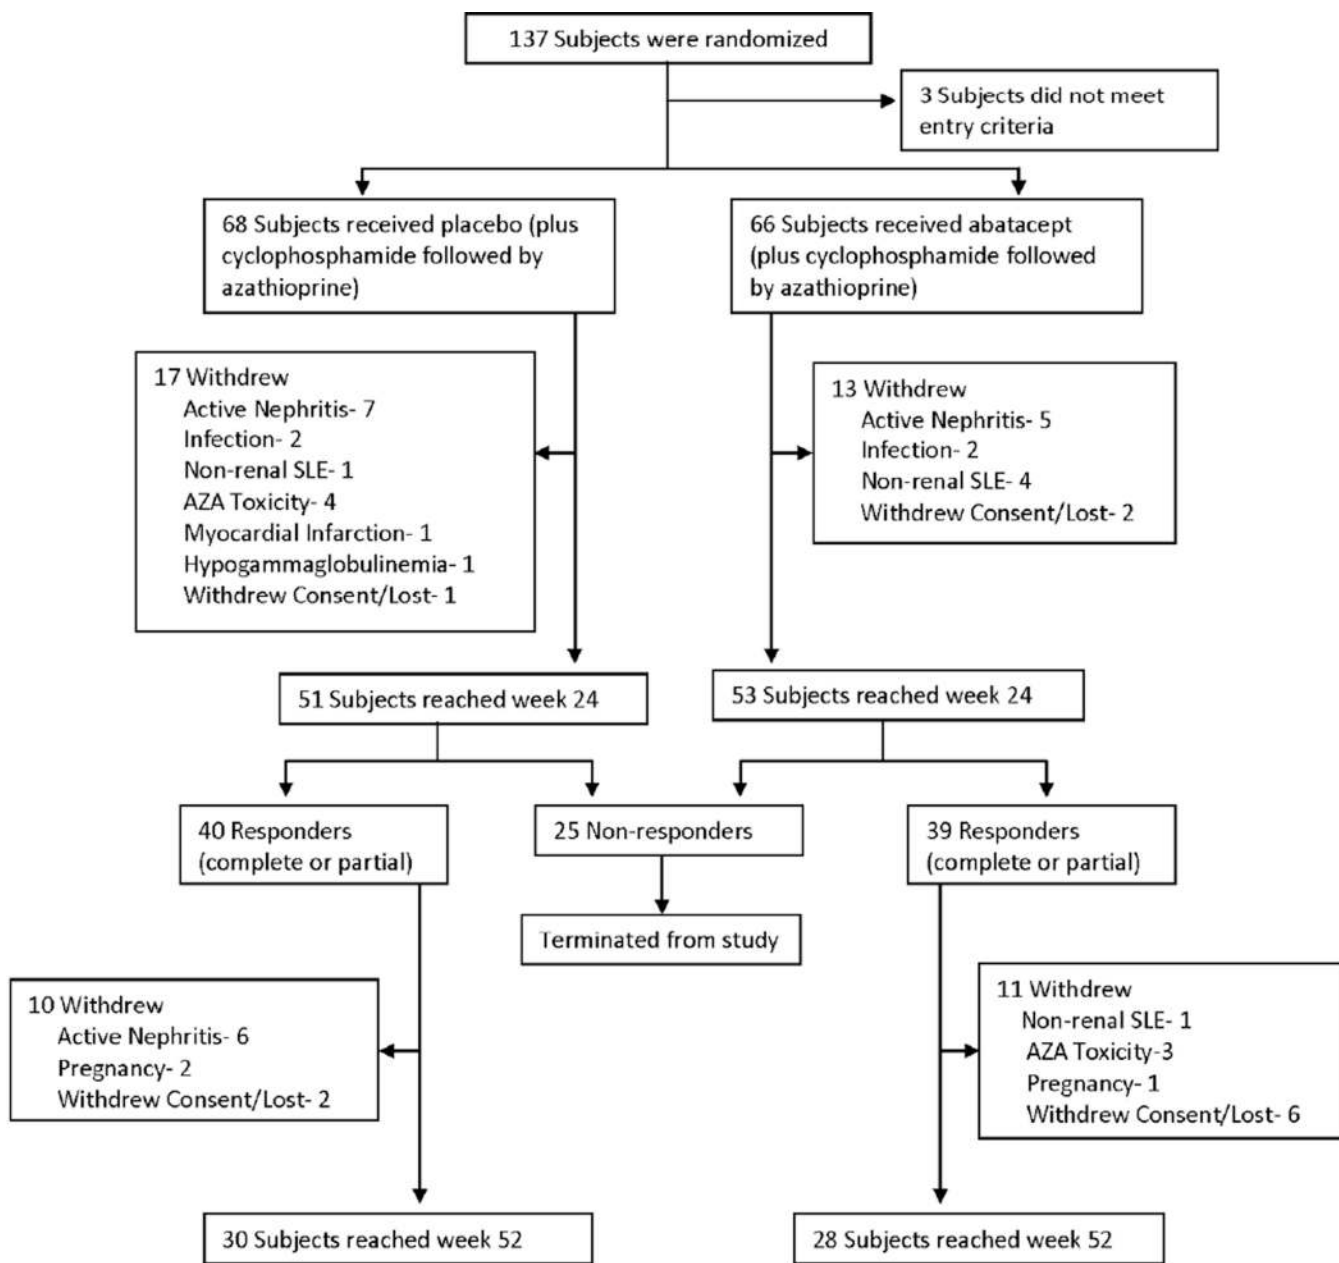 137 Subjects were randomized
3 Subjects did not meet
entry criteria
68 Subjects received placebo (plus
cyclophosphamide followed by
azathioprine)
66 Subjects received abatacept
(plus cyclophosphamide followed
by azathioprine)
17 Withdrew
Active Nephritis- 7
Infection- 2
Non-renal SLE- 1
AZA Toxicity- 4
Myocardial Infarction- 1
Hypogammaglobulinemia- 1
Withdrew Consent/Lost- 1
13 Withdrew
Active Nephritis- 5
Infection- 2
Non-renal SLE- 4
Withdrew Consent/Lost- 2
51 Subjects reached week 24
53 Subjects reached week 24
40 Responders
(complete or partial)
25 Non-responders
39 Responders
(complete or partial)
Terminated from study
10 Withdrew
Active Nephritis- 6
Pregnancy- 2
Withdrew Consent/Lost- 2
11 Withdrew
Non-renal SLE- 1
AZA Toxicity-3
Pregnancy- 1
Withdrew Consent/Lost- 6
30 Subjects reached week 52
28 Subjects reached week 52